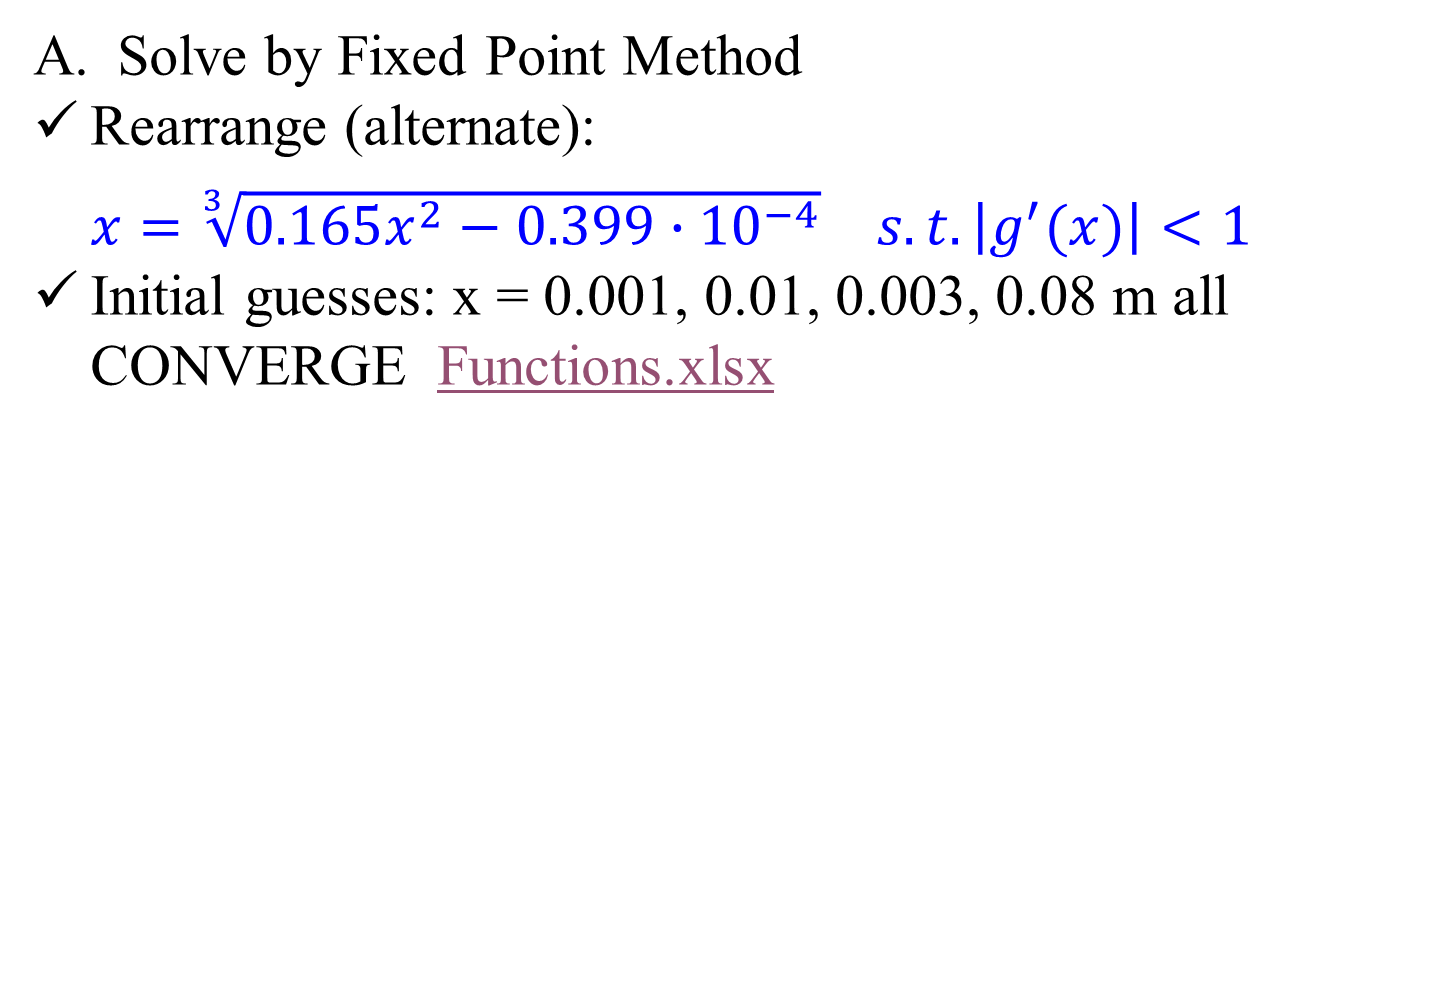 A. Solve by Fixed Point Method
✓ Rearrange (alternate):
x = ∛(0.165x² − 0.399 · 10⁻⁴) s.t. |g′(x)| < 1
✓ Initial guesses: x = 0.001, 0.01, 0.003, 0.08 m all
CONVERGE Functions.xlsx